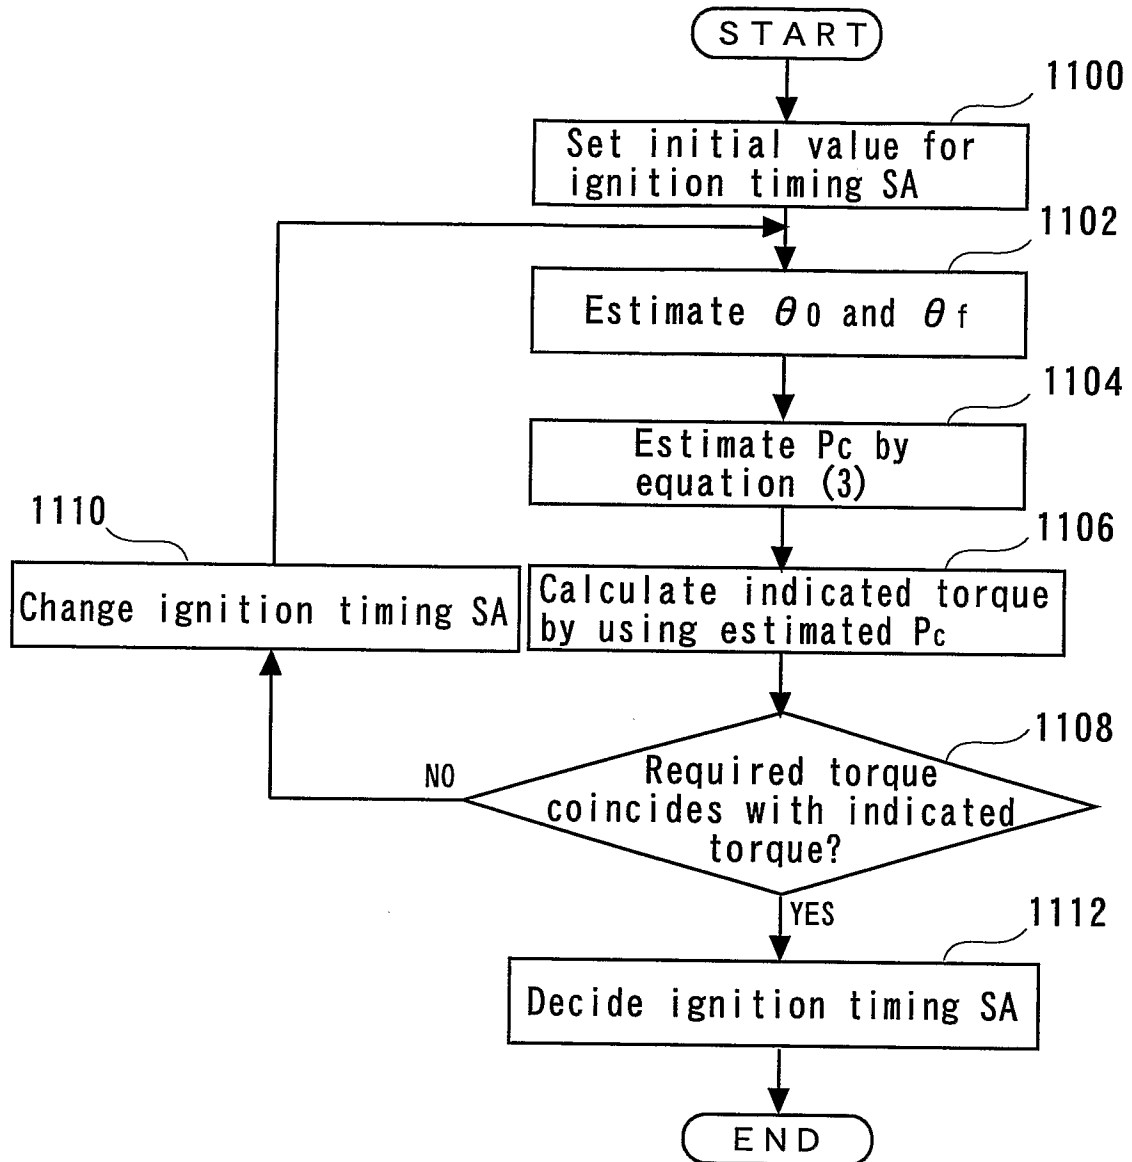 START
1100
Set initial value for
ignition timing SA
1102
Estimate θ0 and θf
1104
Estimate Pc by
equation (3)
1110
1106
Change ignition timing SA
Calculate indicated torque
by using estimated Pc
1108
NO
Required torque
coincides with indicated
torque?
YES
1112
Decide ignition timing SA
END